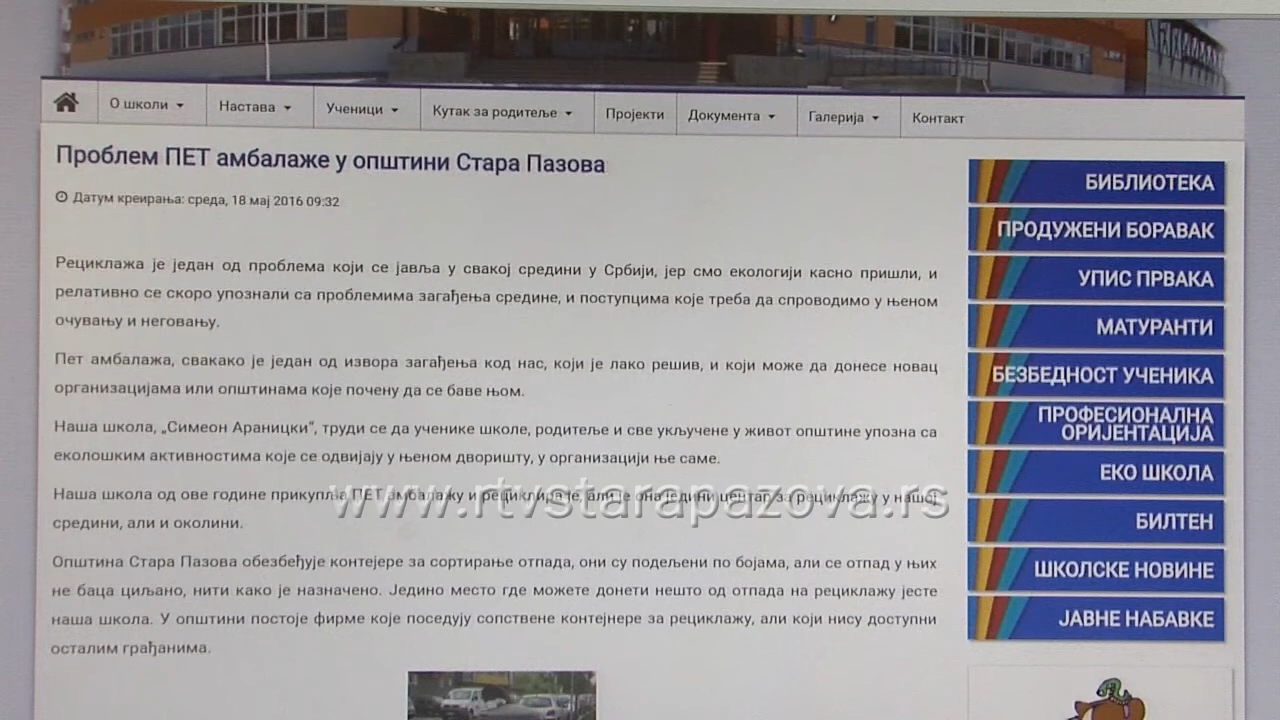 О школи
Настава
Ученици
Кутак за родитеље
Пројекти
Документа
Галерија
Контакт
Проблем ПЕТ амбалаже у општини Стара Пазова
Датум креирања: среда, 18 мај 2016 09:32
Рециклажа је један од проблема који се јавља у свакој средини у Србији, јер смо екологији касно пришли, и
релативно се скоро упознали са проблемима загађења средине, и поступцима које треба да спроводимо у њеном
очувању и неговању.
Пет амбалажа, свакако је један од извора загађења код нас, који је лако решив, и који може да донесе новац
организацијама или општинама које почену да се баве њом.
Наша школа, „Симеон Араницки“, труди се да ученике школе, родитеље и све укључене у живот општине упозна са
еколошким активностима које се одвијају у њеном дворишту, у организацији ње саме.
Наша школа од ове године прикупља ПЕТ амбалажу и рециклира је, али је она једини центар за рециклажу у нашој
средини, али и околини.
Општина Стара Пазова обезбеђује контејере за сортирање отпада, они су подељени по бојама, али се отпад у њих
не баца циљано, нити како је назначено. Једино место где можете донети нешто од отпада на рециклажу јесте
наша школа. У општини постоје фирме које поседују сопствене контејнере за рециклажу, али који нису доступни
осталим грађанима.
www.rtvstarapazova.rs
БИБЛИОТЕКА
ПРОДУЖЕНИ БОРАВАК
УПИС ПРВАКА
МАТУРАНТИ
БЕЗБЕДНОСТ УЧЕНИКА
ПРОФЕСИОНАЛНА
ОРИЈЕНТАЦИЈА
ЕКО ШКОЛА
БИЛТЕН
ШКОЛСКЕ НОВИНЕ
ЈАВНЕ НАБАВКЕ